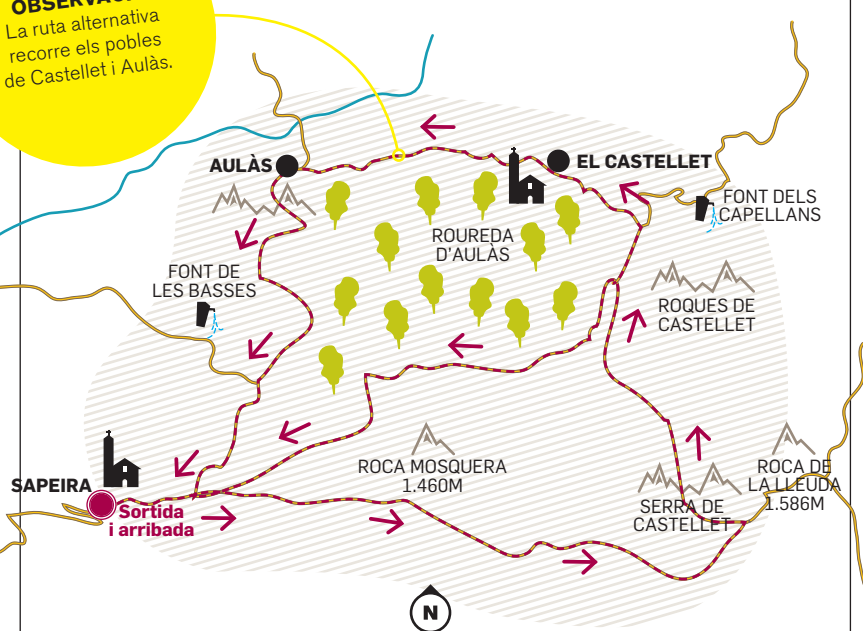 La ruta alternativa
recorre els pobles
de Castellet i Aulàs.
AULÀS
EL CASTELLET
FONT DELS
CAPELLANS
ROUREDA
D'AULÀS
FONT DE
LES BASSES
ROQUES DE
CASTELLET
ROCA MOSQUERA
1.460M
ROCA DE
LA LLEUDA
1.586M
SERRA DE
CASTELLET
SAPEIRA
Sortida
i arribada
N